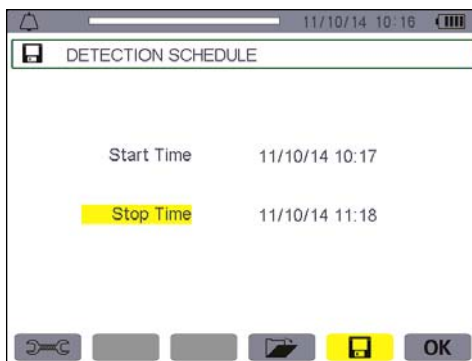 11/10/14 10:16
DETECTION SCHEDULE
Start Time 11/10/14 10:17
Stop Time 11/10/14 11:18
OK